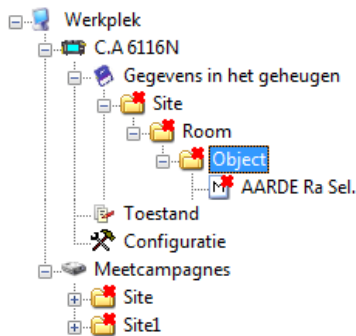 Werkplek
C.A 6116N
Gegevens in het geheugen
Site
Room
Object
AARDE Ra Sel.
Toestand
Configuratie
Meetcampagnes
Site
Site1